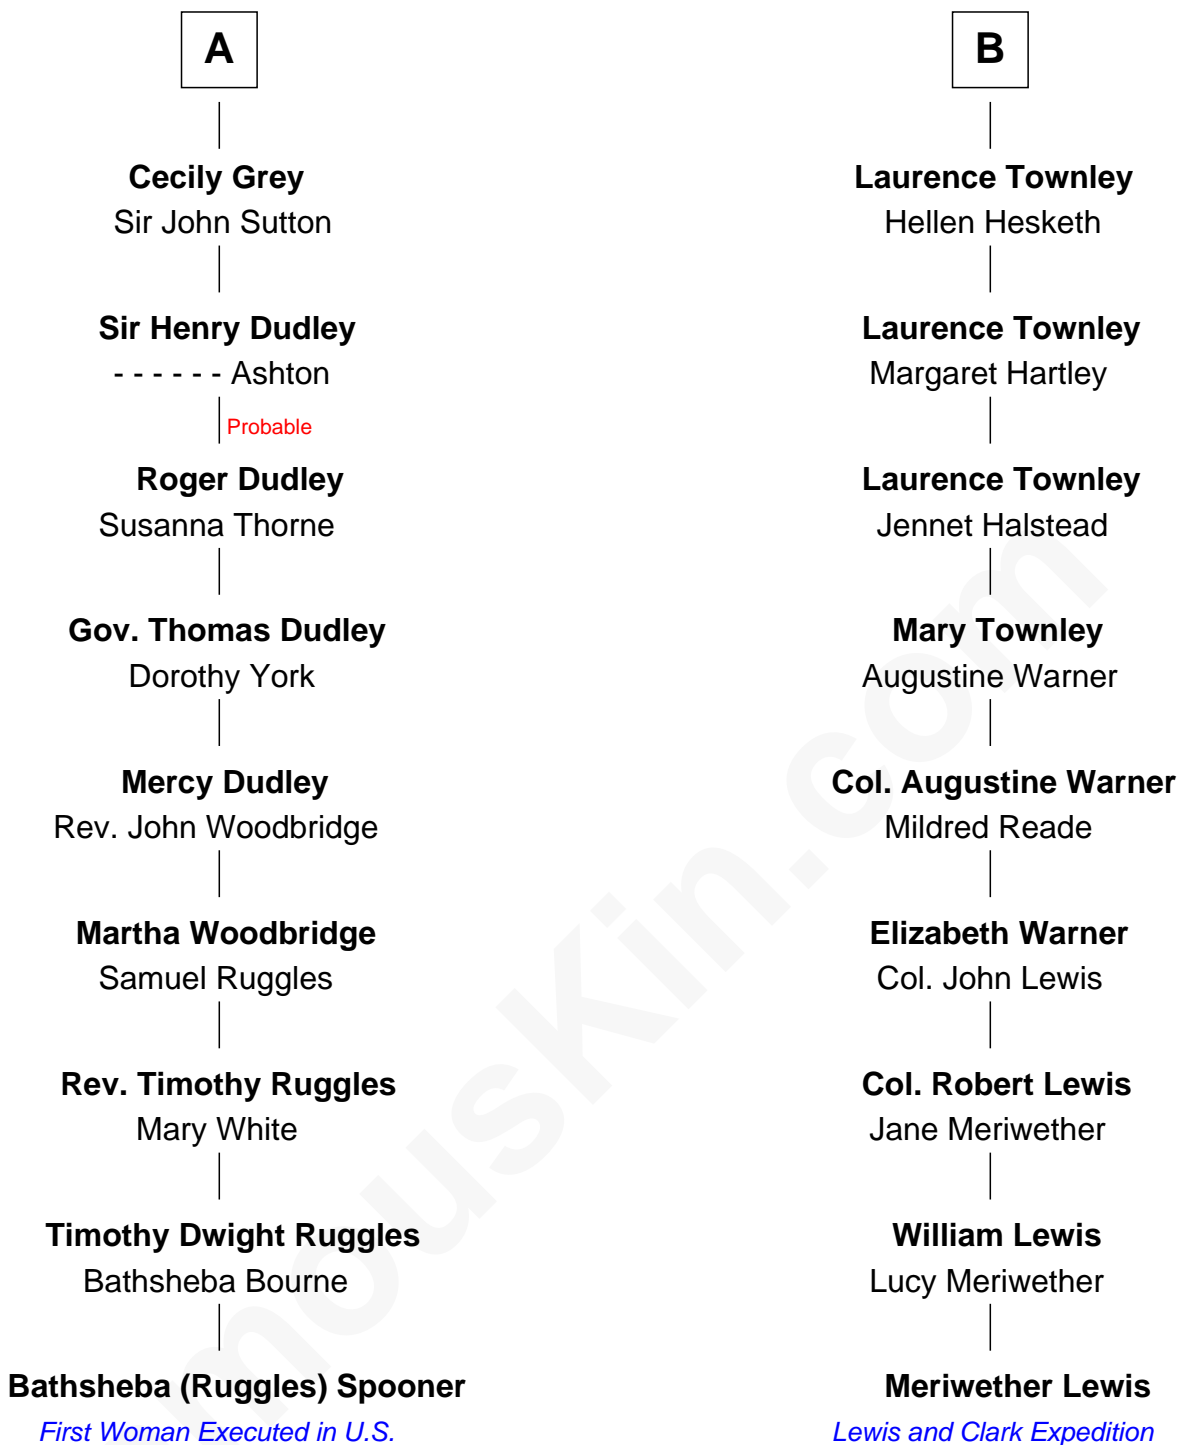 A
Cecily Grey
Sir John Sutton
Sir Henry Dudley
- - - - - - Ashton
Probable
Roger Dudley
Susanna Thorne
Gov. Thomas Dudley
Dorothy York
Mercy Dudley
Rev. John Woodbridge
Martha Woodbridge
Samuel Ruggles
Rev. Timothy Ruggles
Mary White
Timothy Dwight Ruggles
Bathsheba Bourne
Bathsheba (Ruggles) Spooner
First Woman Executed in U.S.
B
Laurence Townley
Hellen Hesketh
Laurence Townley
Margaret Hartley
Laurence Townley
Jennet Halstead
Mary Townley
Augustine Warner
Col. Augustine Warner
Mildred Reade
Elizabeth Warner
Col. John Lewis
Col. Robert Lewis
Jane Meriwether
William Lewis
Lucy Meriwether
Meriwether Lewis
Lewis and Clark Expedition
mousKin.com